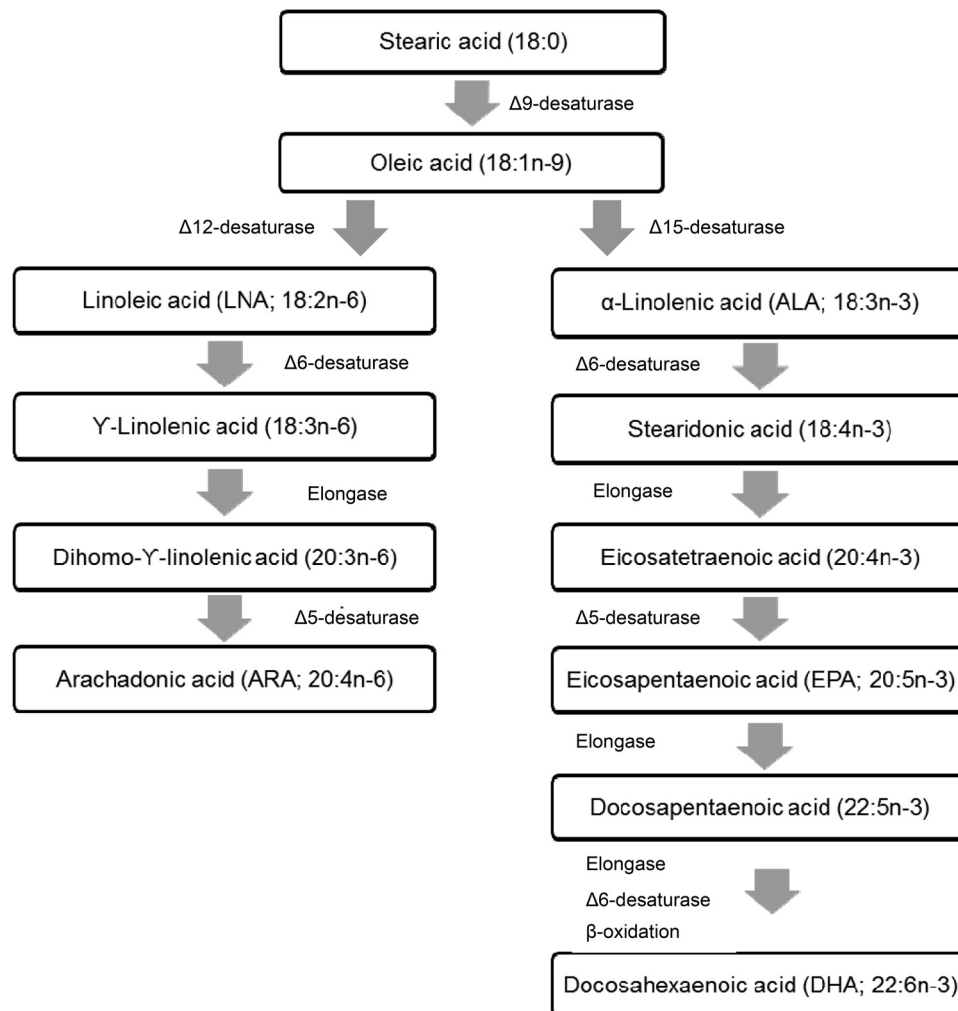 Stearic acid (18:0)
Δ9-desaturase
Oleic acid (18:1n-9)
Δ12-desaturase
Δ15-desaturase
Linoleic acid (LNA; 18:2n-6)
α-Linolenic acid (ALA; 18:3n-3)
Δ6-desaturase
Δ6-desaturase
ϒ-Linolenic acid (18:3n-6)
Stearidonic acid (18:4n-3)
Elongase
Elongase
Dihomo-ϒ-linolenic acid (20:3n-6)
Eicosatetraenoic acid (20:4n-3)
Δ5-desaturase
Δ5-desaturase
Arachadonic acid (ARA; 20:4n-6)
Eicosapentaenoic acid (EPA; 20:5n-3)
Elongase
Docosapentaenoic acid (22:5n-3)
Elongase
Δ6-desaturase
β-oxidation
Docosahexaenoic acid (DHA; 22:6n-3)